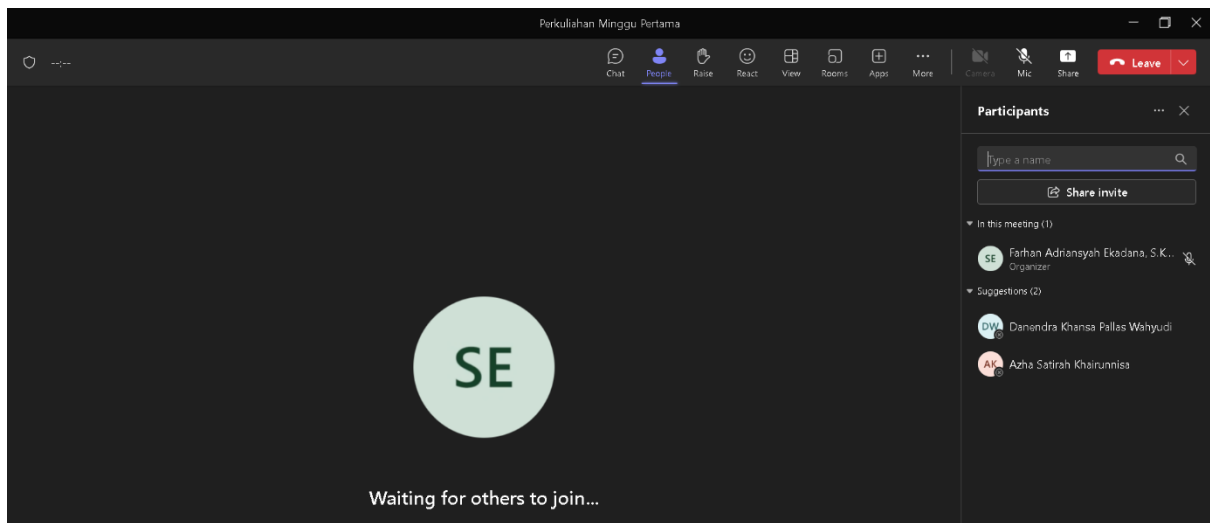 Perkuliahan Minggu Pertama
--:--
Chat
People
Raise
React
View
Rooms
Apps
More
Camera
Mic
Share
Leave
Participants
Type a name
Share invite
In this meeting (1)
SE
Farhan Adriansyah Ekadana, S.K...
Organizer
Suggestions (2)
DW
Danendra Khansa Pallas Wahyudi
AK
Azha Satirah Khairunnisa
SE
Waiting for others to join...